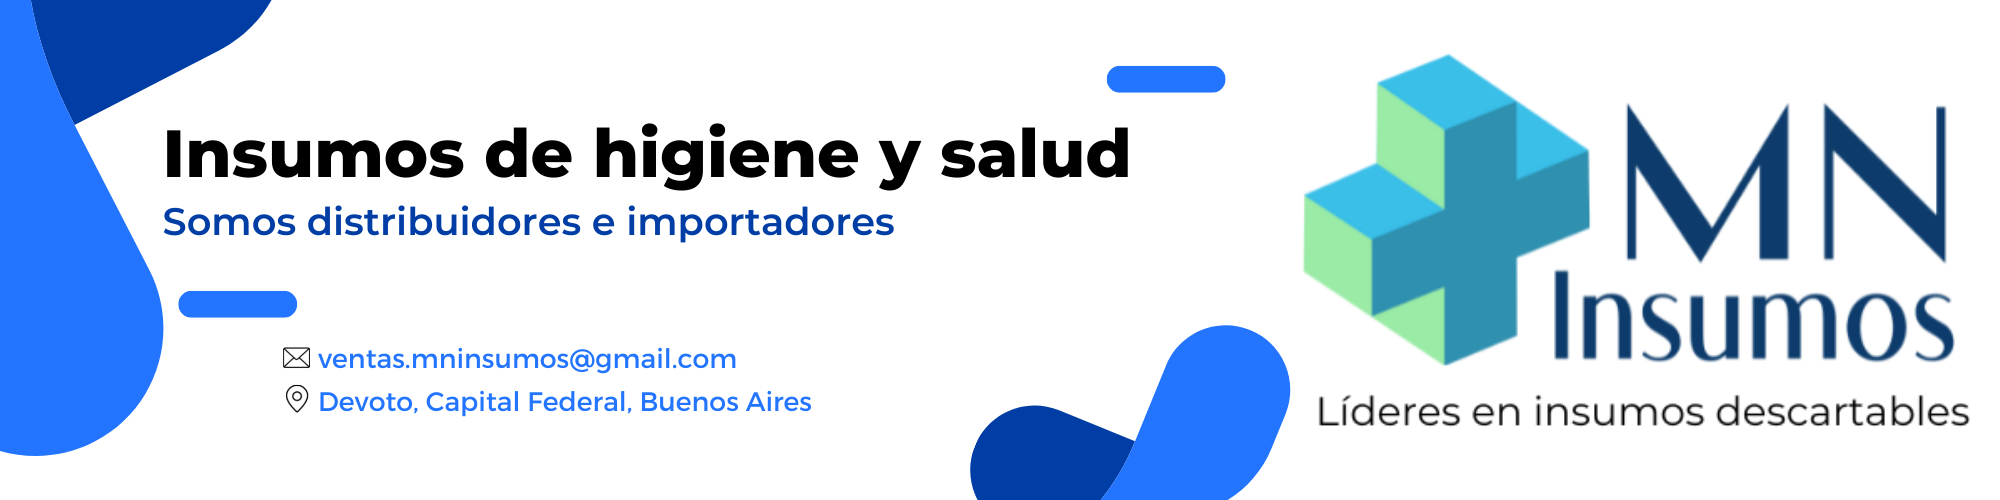 Insumos de higiene y salud
Somos distribuidores e importadores
ventas.mninsumos@gmail.com
Devoto, Capital Federal, Buenos Aires
MN
Insumos
Líderes en insumos descartables